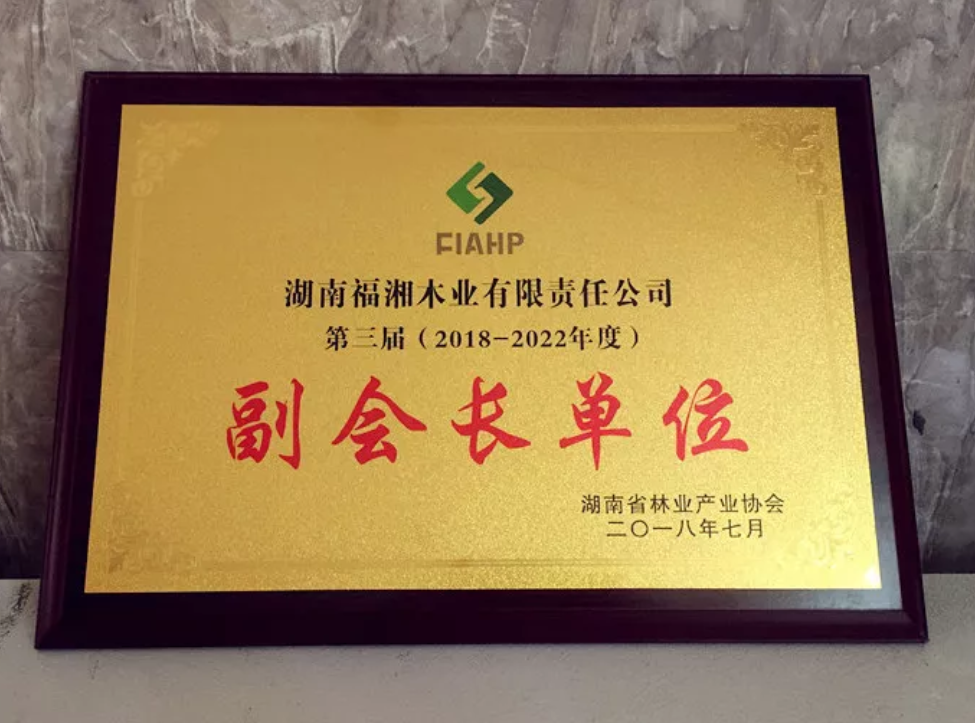 FIAHP
湖南福湘木业有限责任公司
第三届（2018-2022年度）
副会长单位
湖南省林业产业协会
二〇一八年七月